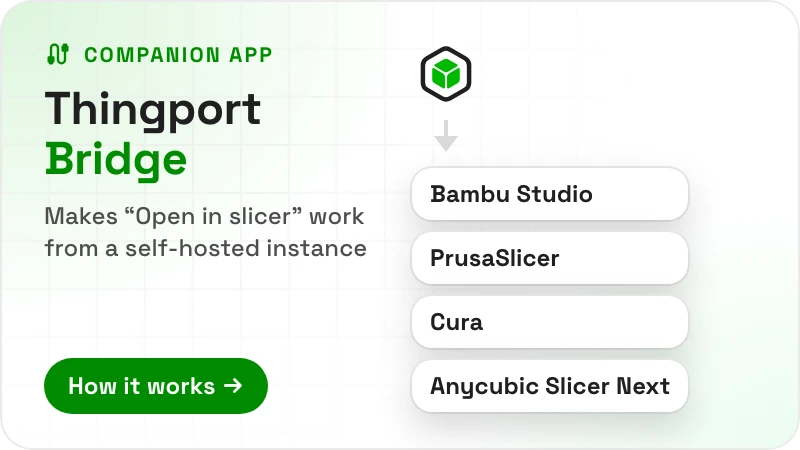 COMPANION APP
Thingport
Bridge
Makes “Open in slicer” work
from a self-hosted instance
How it works →
Bambu Studio
PrusaSlicer
Cura
Anycubic Slicer Next